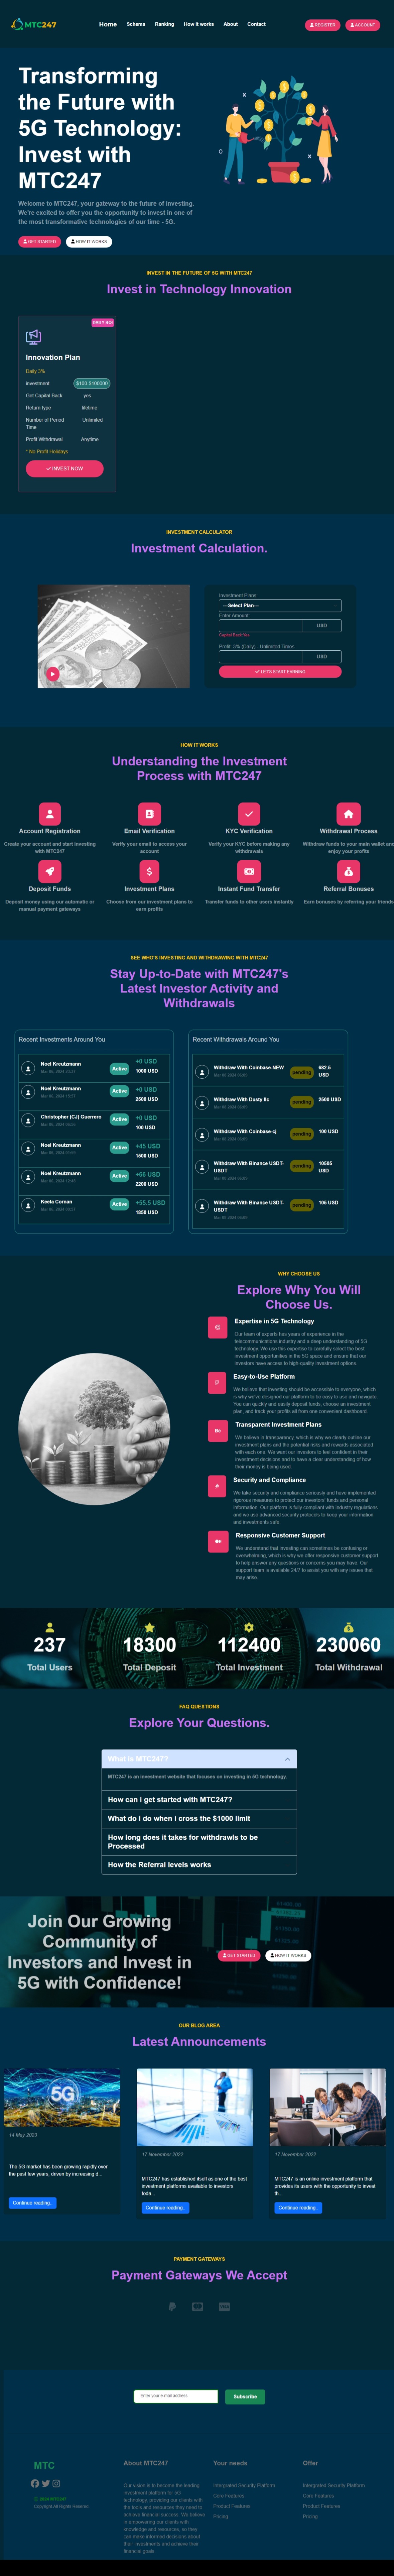 MTC247
Home
Schema
Ranking
How it works
About
Contact
REGISTER
ACCOUNT
Transforming
the Future with
5G Technology:
Invest with
MTC247
Welcome to MTC247, your gateway to the future of investing.
We're excited to offer you the opportunity to invest in one of
the most transformative technologies of our time - 5G.
GET STARTED
HOW IT WORKS
INVEST IN THE FUTURE OF 5G WITH MTC247
Invest in Technology Innovation
DAILY ROI
Innovation Plan
Daily 3%
investment
$100-$100000
Get Capital Back
yes
Return type
lifetime
Number of Period
Time
Unlimited
Profit Withdrawal
Anytime
* No Profit Holidays
INVEST NOW
INVESTMENT CALCULATOR
Investment Calculation.
Investment Plans:
---Select Plan---
Enter Amount:
USD
Capital Back Yes
Profit: 3% (Daily) - Unlimited Times
USD
LET'S START EARNING
HOW IT WORKS
Understanding the Investment
Process with MTC247
Account Registration
Create your account and start investing
with MTC247
Email Verification
Verify your email to access your
account
KYC Verification
Verify your KYC before making any
withdrawals
Withdrawal Process
Withdraw funds to your main wallet and
enjoy your profits
Deposit Funds
Deposit money using our automatic or
manual payment gateways
Investment Plans
Choose from our investment plans to
earn profits
Instant Fund Transfer
Transfer funds to other users instantly
Referral Bonuses
Earn bonuses by referring your friends
SEE WHO'S INVESTING AND WITHDRAWING WITH MTC247
Stay Up-to-Date with MTC247's
Latest Investor Activity and
Withdrawals
Recent Investments Around You
Noel Kreutzmann
Active
+0 USD
1000 USD
Noel Kreutzmann
Active
+0 USD
2500 USD
Christopher (CJ) Guerrero
Active
+0 USD
100 USD
Noel Kreutzmann
Active
+45 USD
1500 USD
Noel Kreutzmann
Active
+66 USD
2200 USD
Keela Cornan
Active
+55.5 USD
1850 USD
Recent Withdrawals Around You
Withdraw With Coinbase-NEW
pending
682.5
USD
Withdraw With Dusty llc
pending
2500 USD
Withdraw With Coinbase-cj
pending
100 USD
Withdraw With Binance USDT-
USDT
pending
USD
Withdraw With Binance USDT-
USDT
pending
105 USD
WHY CHOOSE US
Explore Why You Will
Choose Us.
Expertise in 5G Technology
Our team of experts has years of experience in the
telecommunications industry and a deep understanding of 5G
technology. We use this expertise to carefully select the best
investment opportunities in the 5G space and ensure that our
investors have access to high-quality investment options.
Easy-to-Use Platform
We believe that investing should be accessible to everyone, which
is why we've designed our platform to be easy to use and navigate.
You can quickly and easily deposit funds, choose an investment
plan, and track your profits all from one convenient dashboard.
Transparent Investment Plans
We believe in transparency, which is why we clearly outline our
investment plans and the potential risks and rewards associated
with each one. We want our investors to feel confident in their
investment decisions and to have a clear understanding of how
their money is being used.
Security and Compliance
We take security and compliance seriously and have implemented
rigorous measures to protect our investors' funds and personal
information. Our platform is fully compliant with industry regulations
and we use advanced security protocols to keep your information
and investments safe.
Responsive Customer Support
We understand that investing can sometimes be confusing or
overwhelming, which is why we offer responsive customer support
to help answer any questions or concerns you may have. Our
support team is available 24/7 to assist you with any issues that
may arise.
237
Total Users
18300
Total Deposit
112400
Total Investment
230060
Total Withdrawal
FAQ QUESTIONS
Explore Your Questions.
What is MTC247?
MTC247 is an investment website that focuses on investing in 5G technology.
How can i get started with MTC247?
What do i do when i cross the $1000 limit
How long does it takes for withdrawls to be
Processed
How the Referral levels works
Join Our Growing
Community of
Investors and Invest in
5G with Confidence!
GET STARTED
HOW IT WORKS
OUR BLOG AREA
Latest Announcements
5G
14 May 2023
The 5G market has been growing rapidly over
the past few years, driven by increasing d...
Continue reading...
17 November 2022
MTC247 has established itself as one of the best
investment platforms available to investors
toda...
Continue reading...
17 November 2022
MTC247 is an online investment platform that
provides its users with the opportunity to invest
th...
Continue reading...
PAYMENT GATEWAYS
Payment Gateways We Accept
Enter your e-mail address
Subscribe
MTC
Copyright All Rights Reserved
About MTC247
Our vision is to become the leading
investment platform for 5G
technology, providing our clients with
the tools and resources they need to
achieve financial success. We believe
in empowering our clients with
knowledge and resources, so they
can make informed decisions about
their investments and achieve their
financial goals.
Your needs
Intergrated Security Platform
Core Features
Product Features
Pricing
Offer
Intergrated Security Platform
Core Features
Product Features
Pricing